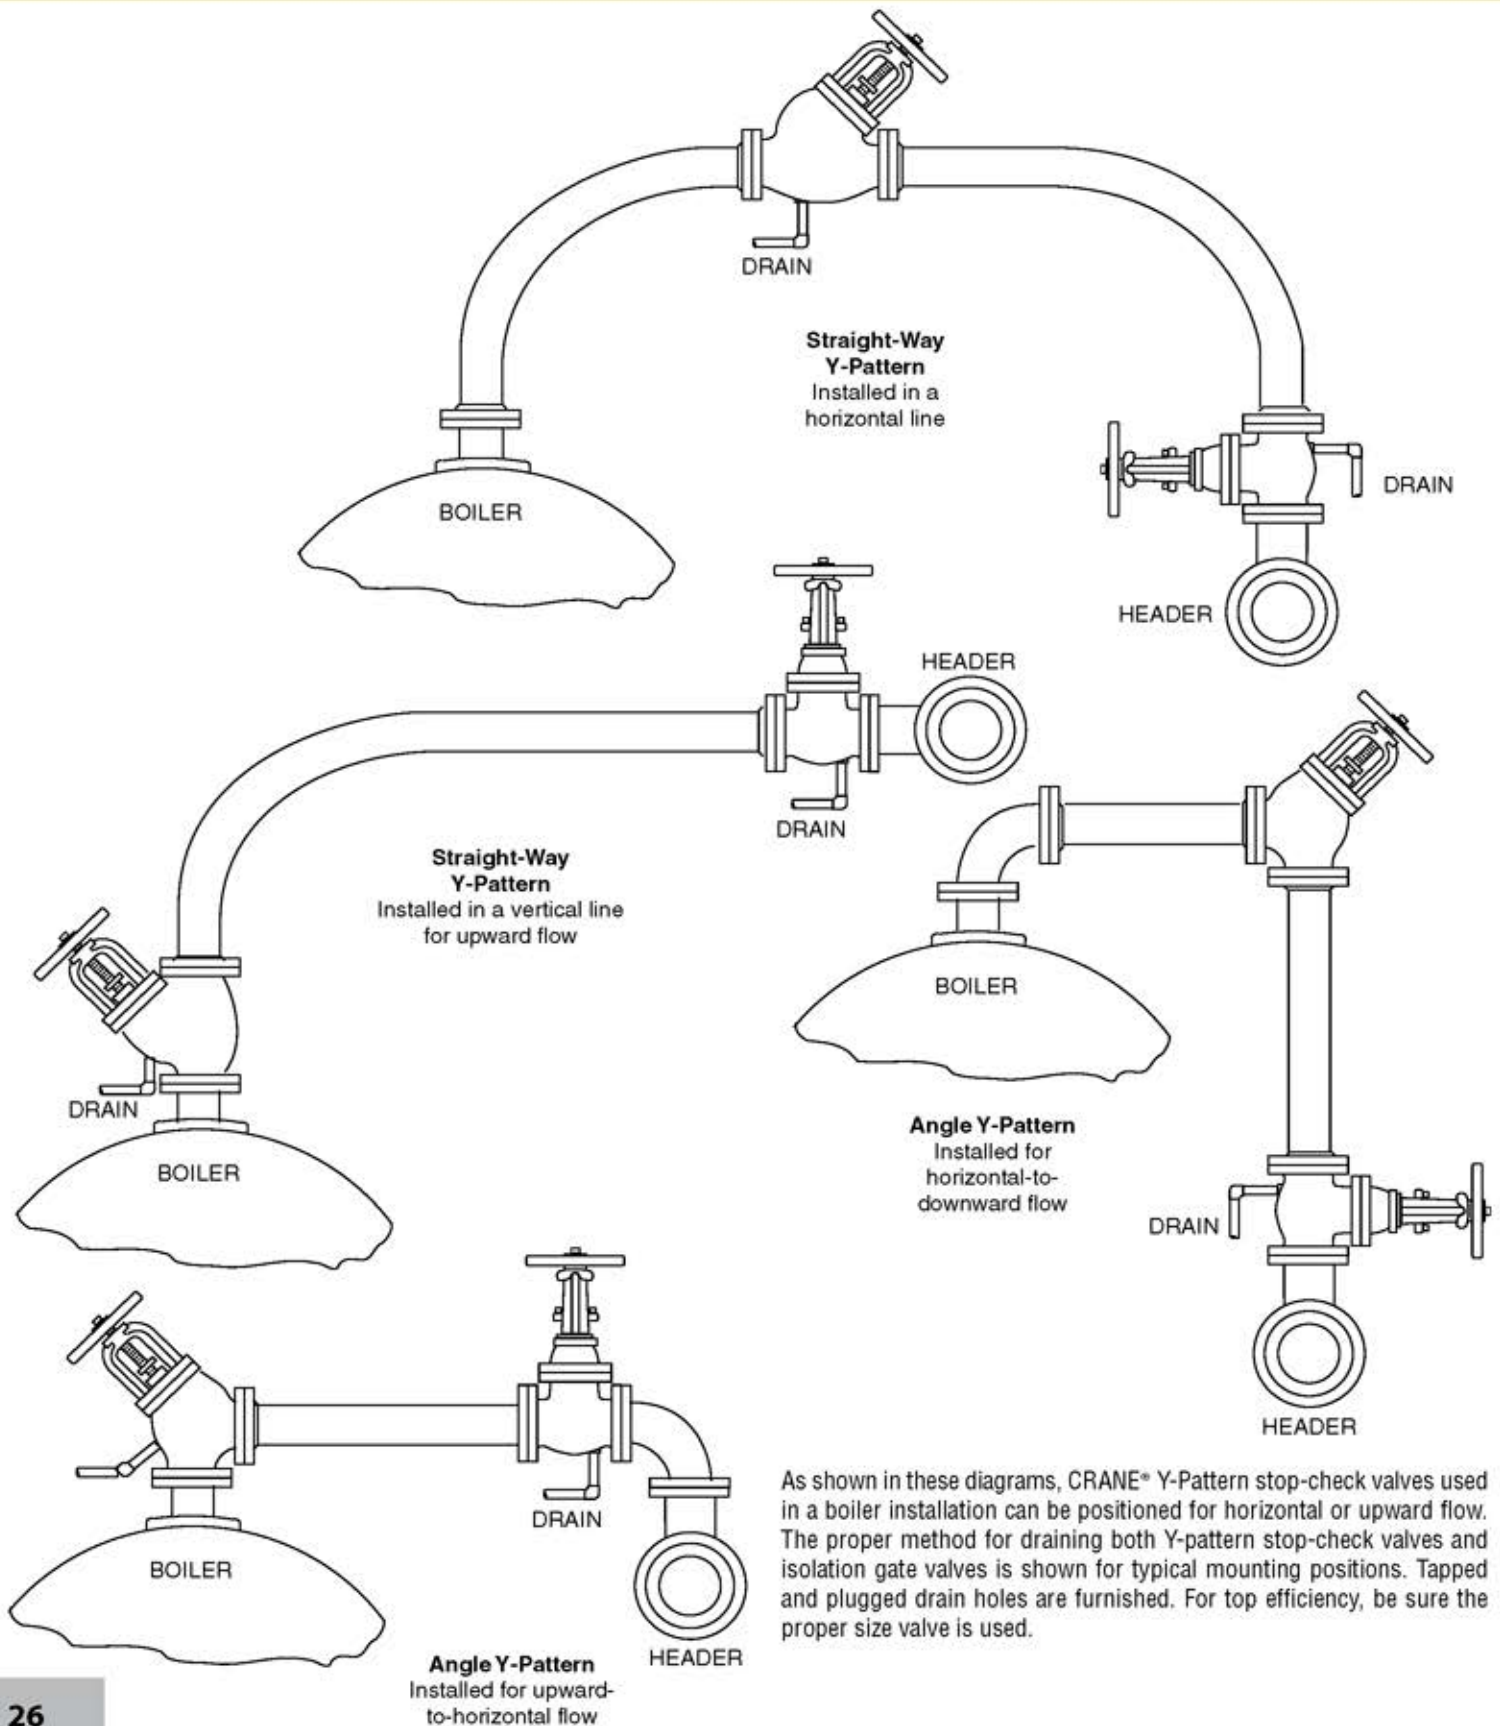 DRAIN
Straight-Way
Y-Pattern
Installed in a
horizontal line
BOILER
DRAIN
HEADER
HEADER
DRAIN
Straight-Way
Y-Pattern
Installed in a vertical line
for upward flow
DRAIN
BOILER
BOILER
Angle Y-Pattern
Installed for
horizontal-to-
downward flow
DRAIN
HEADER
DRAIN
BOILER
HEADER
Angle Y-Pattern
Installed for upward-
to-horizontal flow
As shown in these diagrams, CRANE® Y-Pattern stop-check valves used
in a boiler installation can be positioned for horizontal or upward flow.
The proper method for draining both Y-pattern stop-check valves and
isolation gate valves is shown for typical mounting positions. Tapped
and plugged drain holes are furnished. For top efficiency, be sure the
proper size valve is used.
26